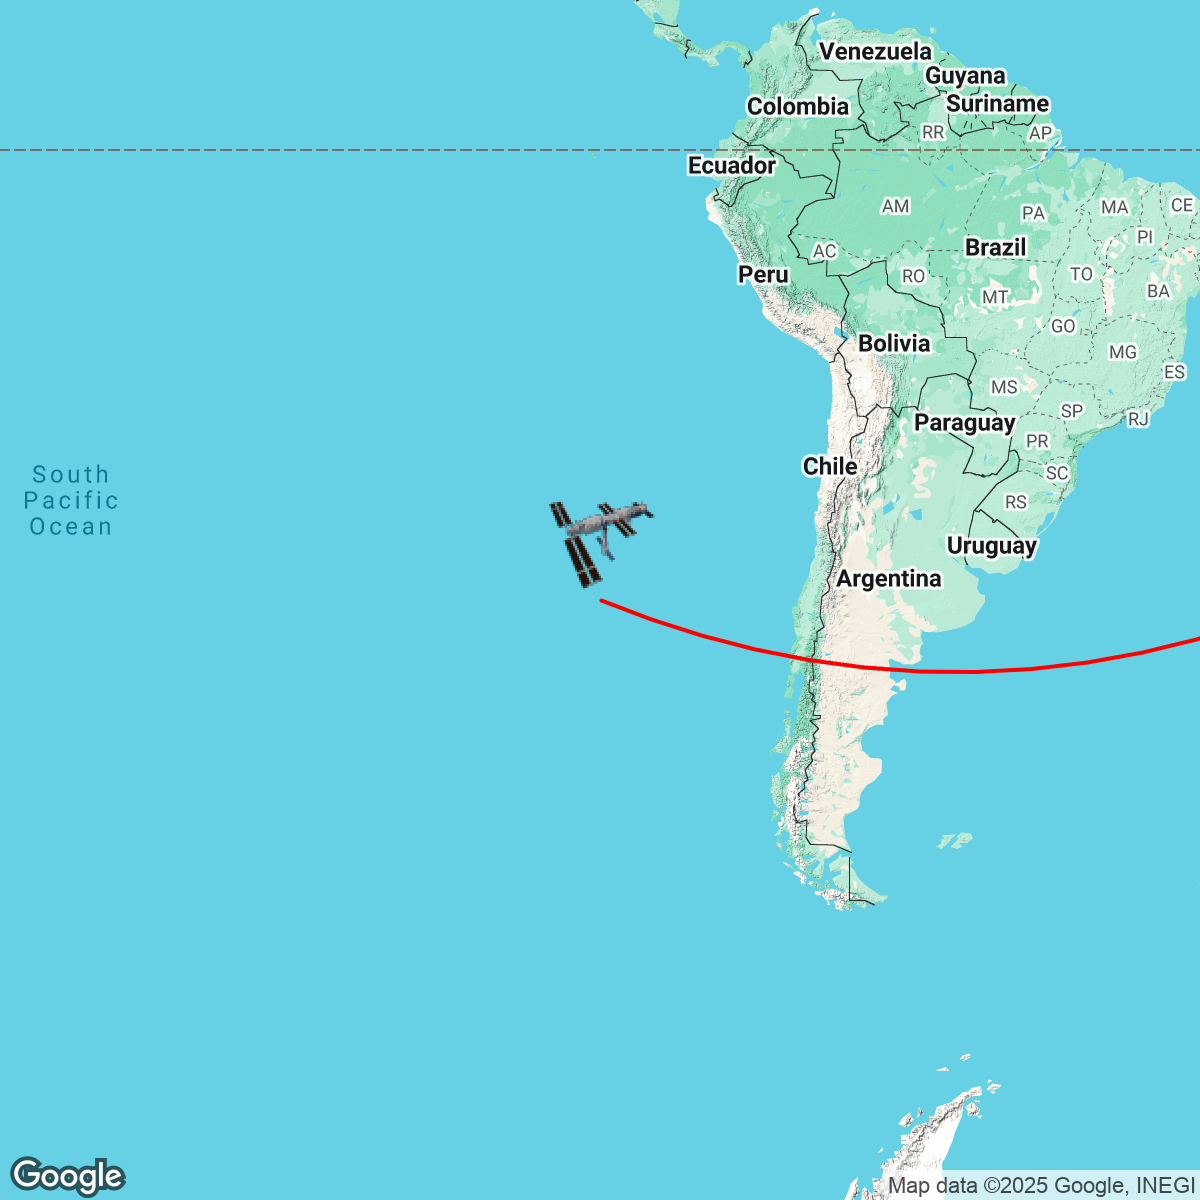 Venezuela
Guyana
Colombia
Suriname
RR
AP
Ecuador
AM
PA
MA
CE
PI
AC
Brazil
Peru
RO
TO
MT
BA
GO
Bolivia
MG
ES
MS
SP
Paraguay
RJ
PR
Chile
SC
South
Pacific
Ocean
RS
Uruguay
Argentina
Google
Map data ©2025 Google, INEGI